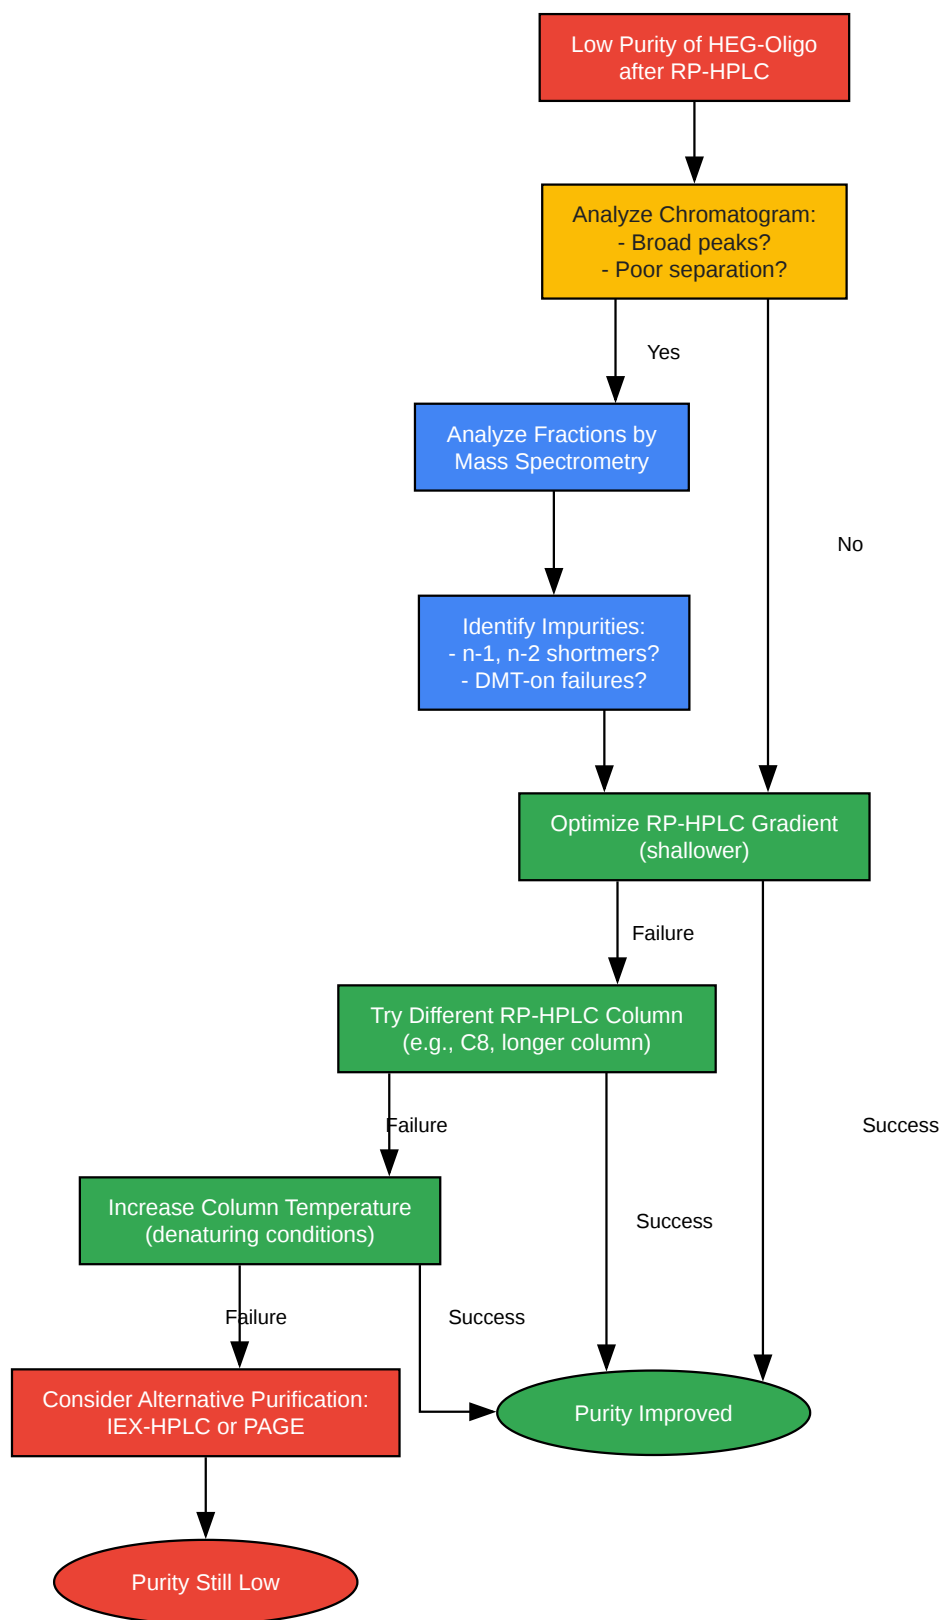 Low Purity of HEG-Oligo
after RP-HPLC
Analyze Chromatogram:
- Broad peaks?
- Poor separation?
Yes
Analyze Fractions by
Mass Spectrometry
No
Identify Impurities:
- n-1, n-2 shortmers?
- DMT-on failures?
Optimize RP-HPLC Gradient
(shallower)
Failure
Try Different RP-HPLC Column
(e.g., C8, longer column)
Failure
Success
Increase Column Temperature
(denaturing conditions)
Success
Failure
Success
Consider Alternative Purification:
IEX-HPLC or PAGE
Purity Improved
Purity Still Low